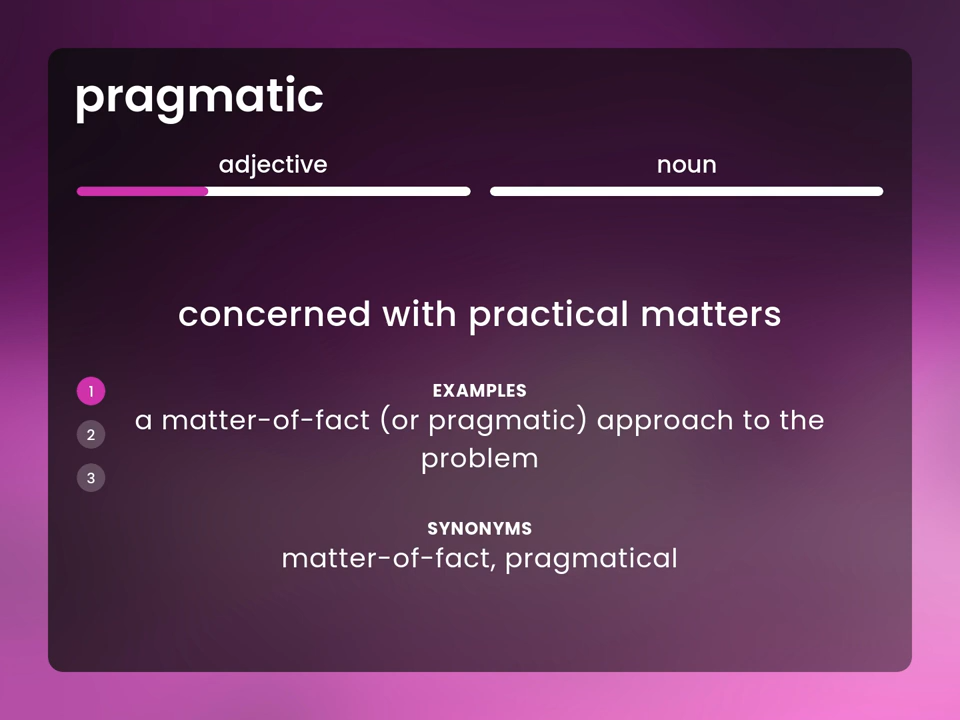 pragmatic
adjective
noun
concerned with practical matters
1
2
3
EXAMPLES
a matter-of-fact (or pragmatic) approach to the
problem
SYNONYMS
matter-of-fact, pragmatical